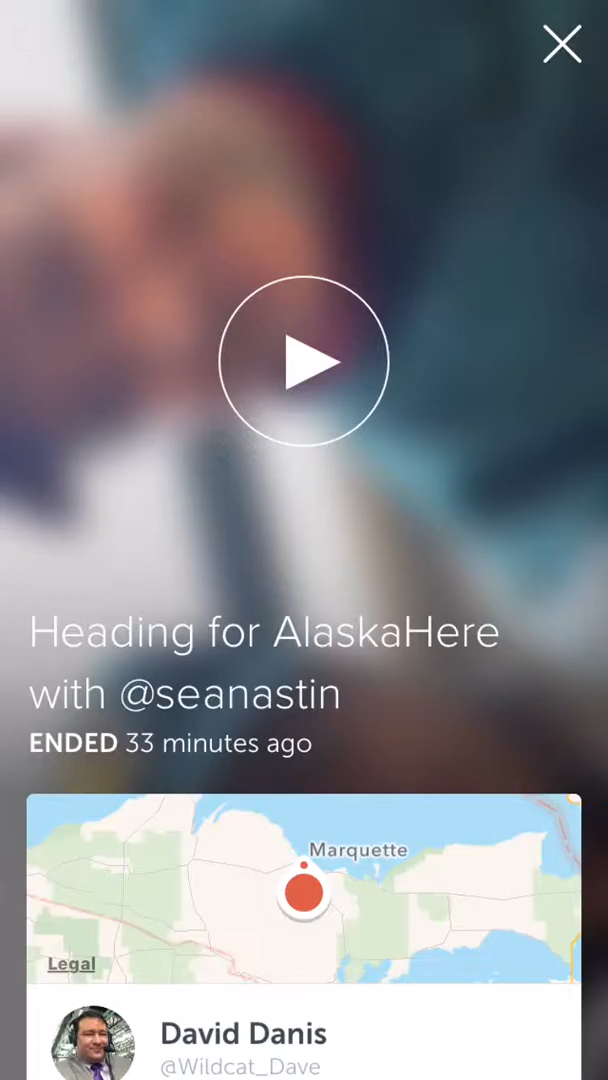 Heading for AlaskaHere
with @seanastin
ENDED 33 minutes ago
Marquette
Legal
David Danis
@Wildcat_Dave